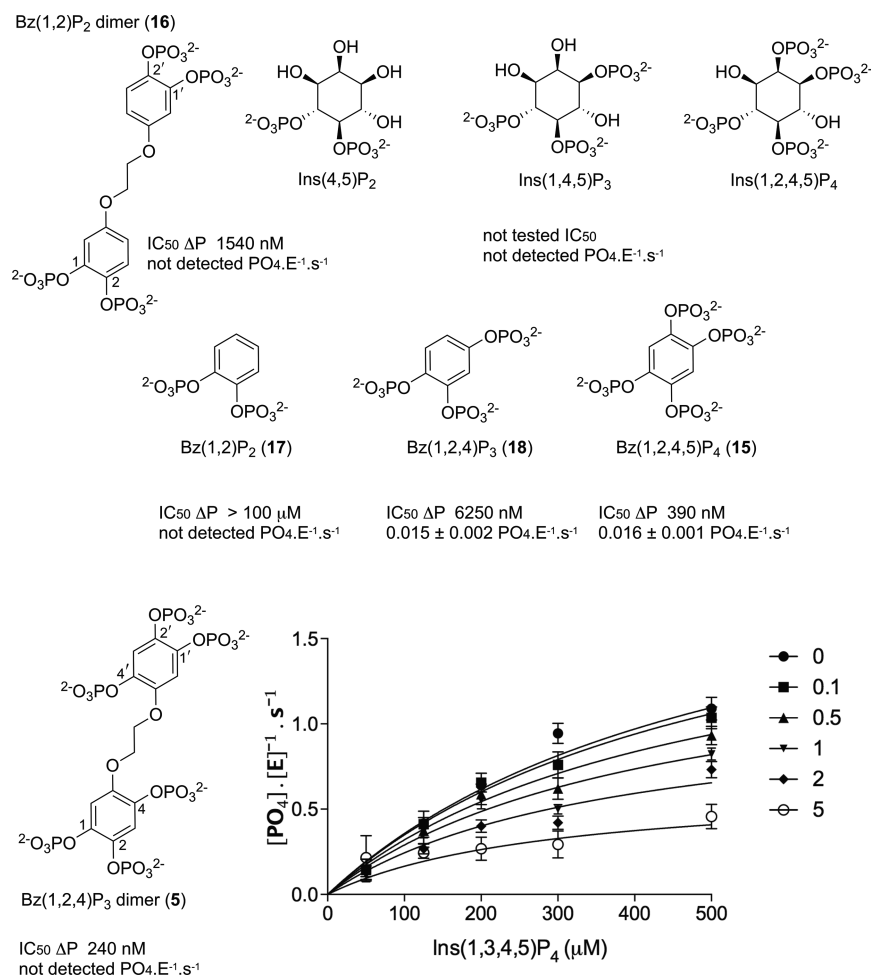 Bz(1,2)P2 dimer (16)
OPO3 2-
2′
OPO3 2-
1′
O
O
1
2
2-O3PO
OPO3 2-
IC50 ΔP 1540 nM
not detected PO4.E-1.s-1
OH
HO
OH
2-O3PO
OH
OPO3 2-
Ins(4,5)P2
OH
HO
OPO3 2-
2-O3PO
OH
OPO3 2-
Ins(1,4,5)P3
not tested IC50
not detected PO4.E-1.s-1
OPO3 2-
HO
OPO3 2-
2-O3PO
OH
OPO3 2-
Ins(1,2,4,5)P4
2-O3PO
OPO3 2-
Bz(1,2)P2 (17)
IC50 ΔP > 100 μM
not detected PO4.E-1.s-1
OPO3 2-
2-O3PO
OPO3 2-
Bz(1,2,4)P3 (18)
IC50 ΔP 6250 nM
0.015 ± 0.002 PO4.E-1.s-1
OPO3 2-
OPO3 2-
2-O3PO
OPO3 2-
Bz(1,2,4,5)P4 (15)
IC50 ΔP 390 nM
0.016 ± 0.001 PO4.E-1.s-1
OPO3 2-
2′
OPO3 2-
1′
4′
2-O3PO
O
O
OPO3 2-
4
1
2
2-O3PO
OPO3 2-
Bz(1,2,4)P3 dimer (5)
IC50 ΔP 240 nM
not detected PO4.E-1.s-1
[PO4] . [E]−1 . s−1
1.5
1.0
0.5
0.0
0 100 200 300 400 500
Ins(1,3,4,5)P4 (μM)
0
0.1
0.5
1
2
5